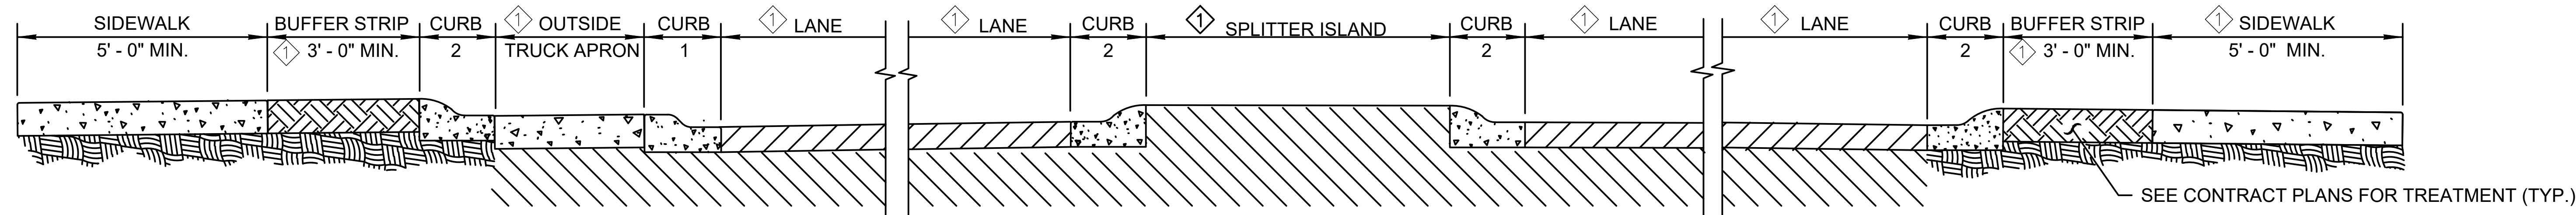 SIDEWALK
5' - 0" MIN.
BUFFER STRIP
1 3' - 0" MIN.
CURB
2
1 OUTSIDE
TRUCK APRON
CURB
1
1 LANE
1 LANE
CURB
2
1 SPLITTER ISLAND
CURB
2
1 LANE
1 LANE
CURB
2
BUFFER STRIP
1 3' - 0" MIN.
1 SIDEWALK
5' - 0" MIN.
SEE CONTRACT PLANS FOR TREATMENT (TYP.)